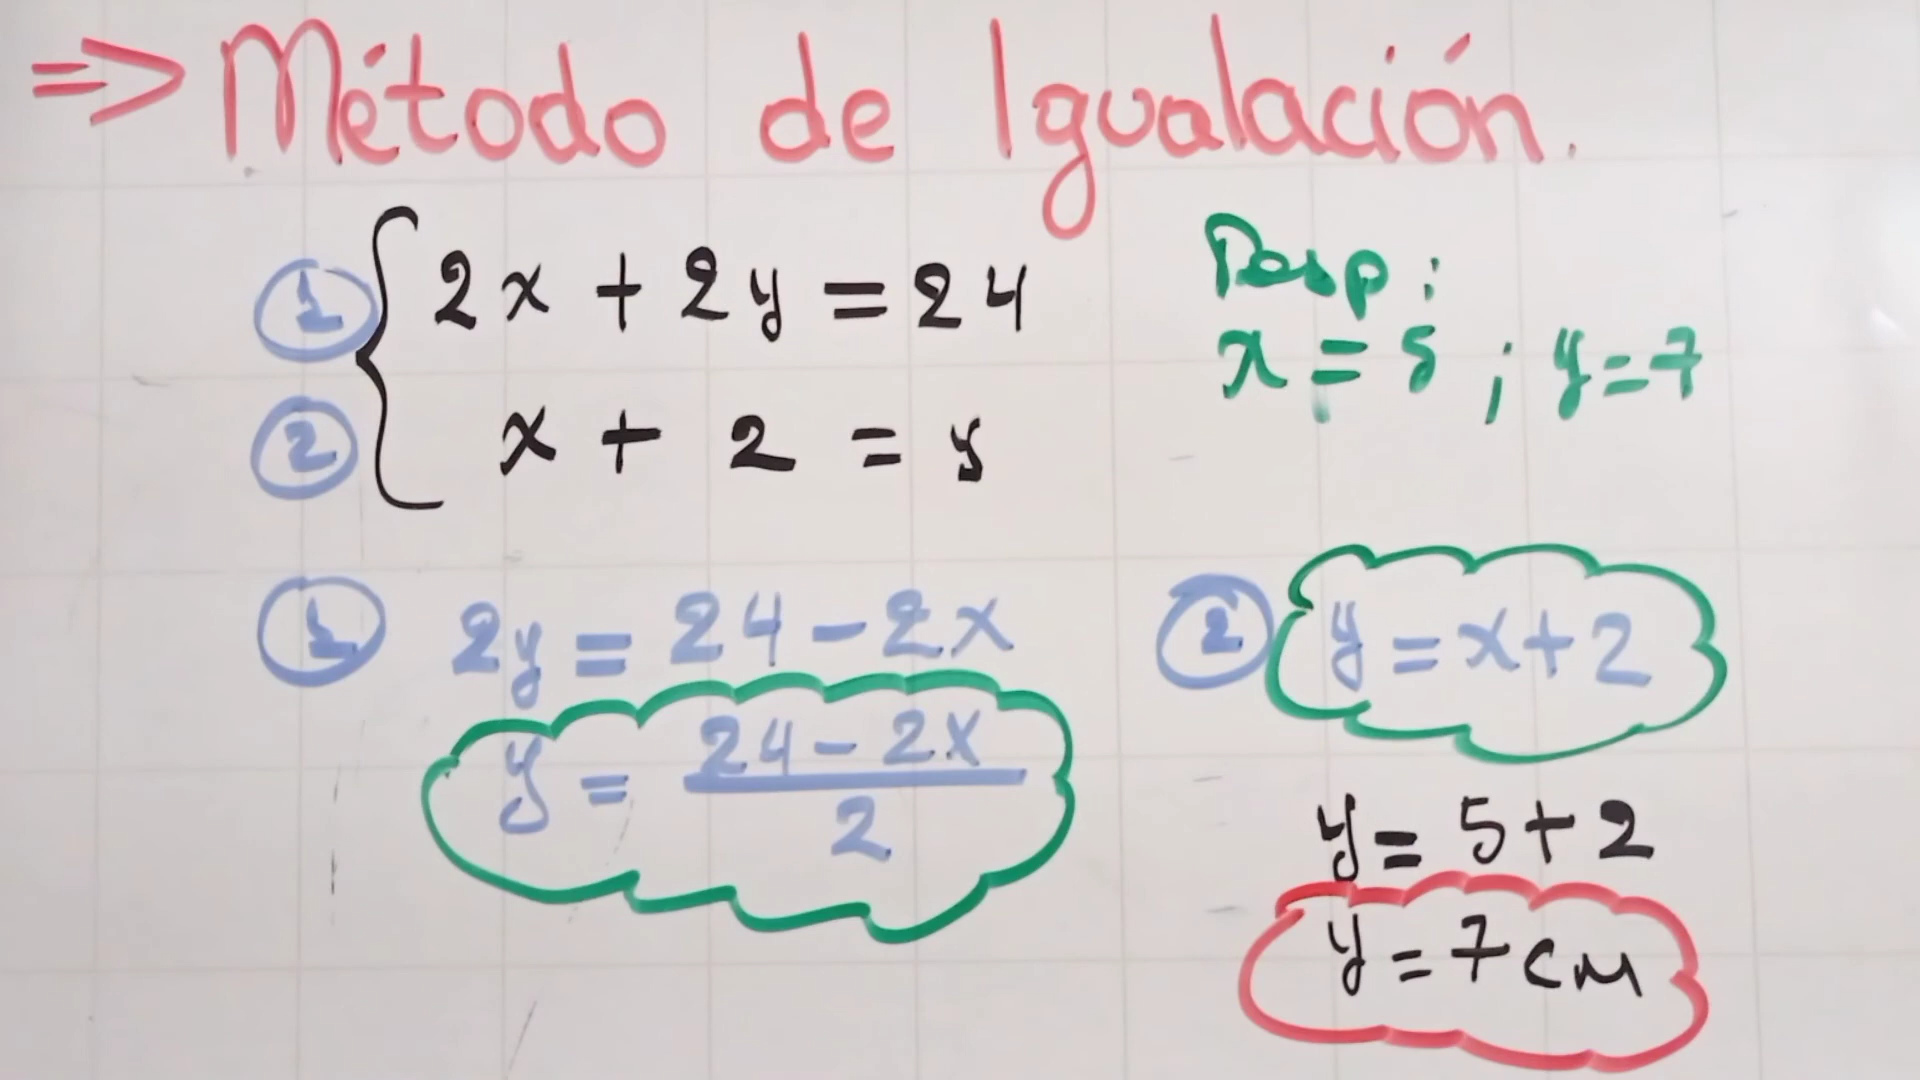 => Método de Igualación.
① 2x + 2y = 24
② x + 2 = y
Resp:
x = 5 ; y = 7
① 2y = 24 - 2x
y = 24 - 2x / 2
② y = x + 2
y = 5 + 2
y = 7 cm